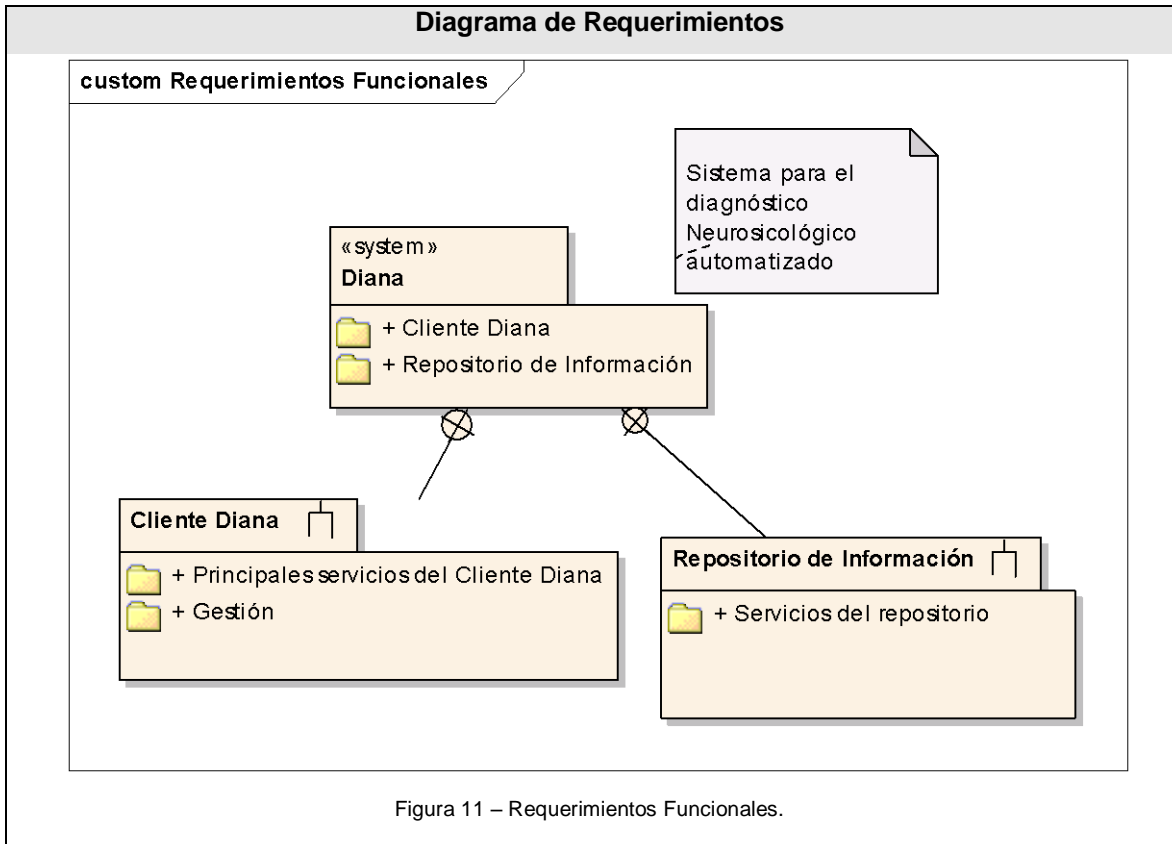 Diagrama de Requerimientos
custom Requerimientos Funcionales
Sistema para el
diagnóstico
Neurosicológico
automatizado
«system»
Diana
+ Cliente Diana
+ Repositorio de Información
Cliente Diana
+ Principales servicios del Cliente Diana
+ Gestión
Repositorio de Información
+ Servicios del repositorio
Figura 11 – Requerimientos Funcionales.